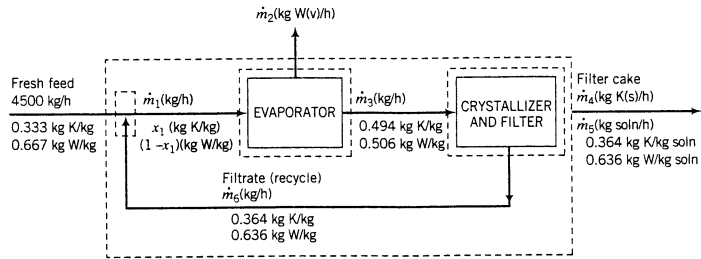 ṁ2(kg W(v)/h)
Fresh feed
4500 kg/h
0.333 kg K/kg
0.667 kg W/kg
ṁ1(kg/h)
x1 (kg K/kg)
(1 –x1)(kg W/kg)
EVAPORATOR
ṁ3(kg/h)
0.494 kg K/kg
0.506 kg W/kg
CRYSTALLIZER
AND FILTER
Filter cake
ṁ4(kg K(s)/h)
ṁ5(kg soln/h)
0.364 kg K/kg soln
0.636 kg W/kg soln
Filtrate (recycle)
ṁ6(kg/h)
0.364 kg K/kg
0.636 kg W/kg